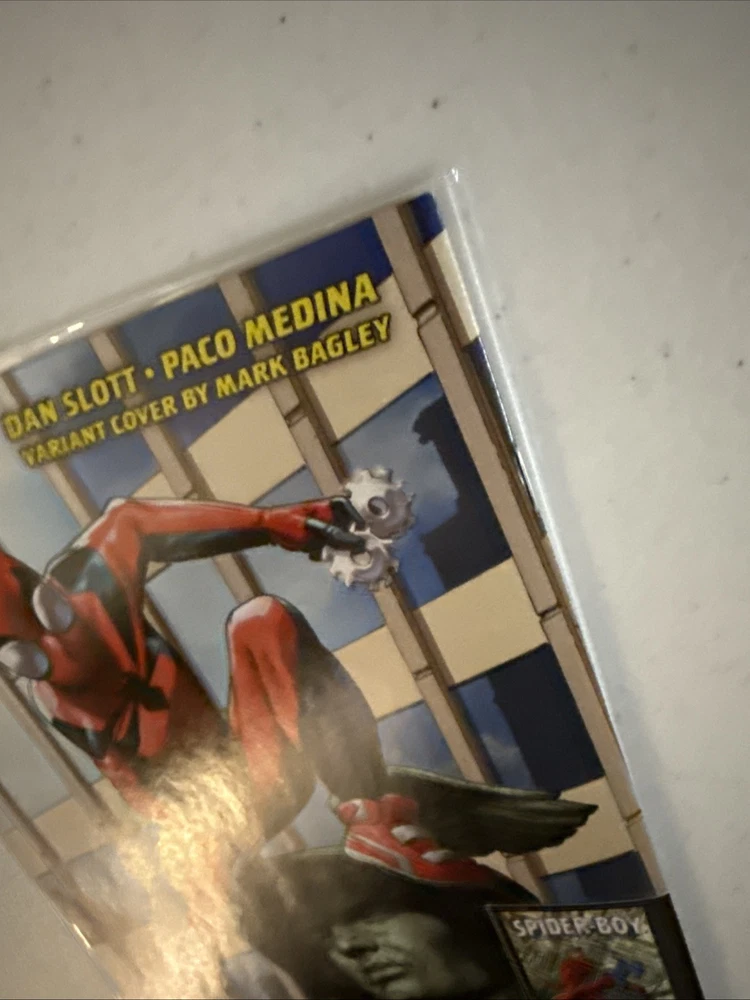 DAN SLOTT • PACO MEDINA
VARIANT COVER BY MARK BAGLEY
SPIDER-BOY